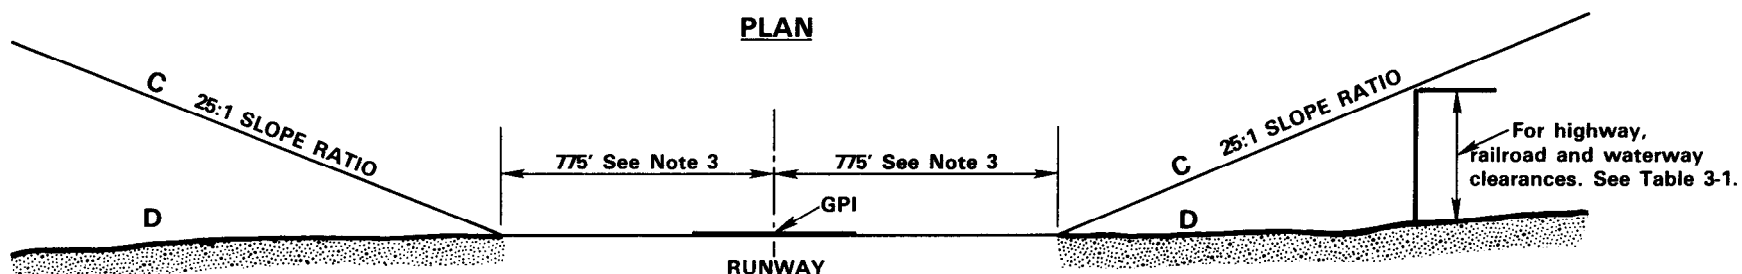 PLAN
C 25:1 SLOPE RATIO
C 25:1 SLOPE RATIO
775' See Note 3
775' See Note 3
For highway,
railroad and waterway
clearances. See Table 3-1.
GPI
D
D
RUNWAY